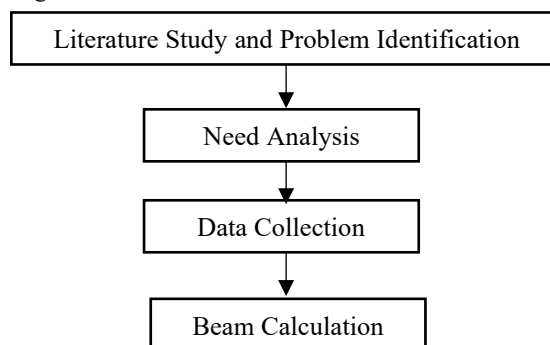 Literature Study and Problem Identification
Need Analysis
Data Collection
Beam Calculation